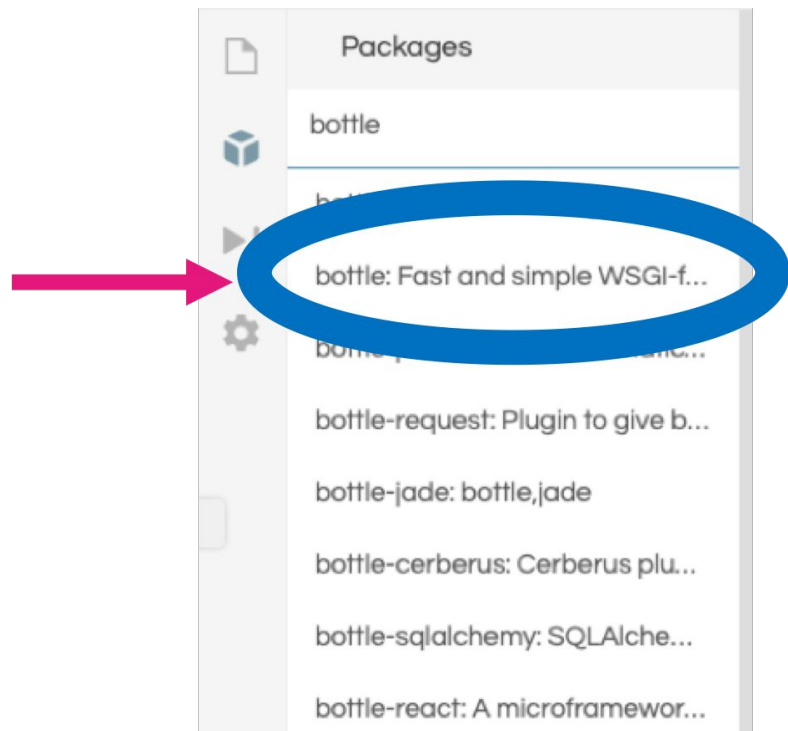 Packages
bottle
bottle: Fast and simple WSGI-f...
bottle-request: Plugin to give b...
bottle-jade: bottle,jade
bottle-cerberus: Cerberus plu...
bottle-sqlalchemy: SQLAlche...
bottle-react: A microframewor...